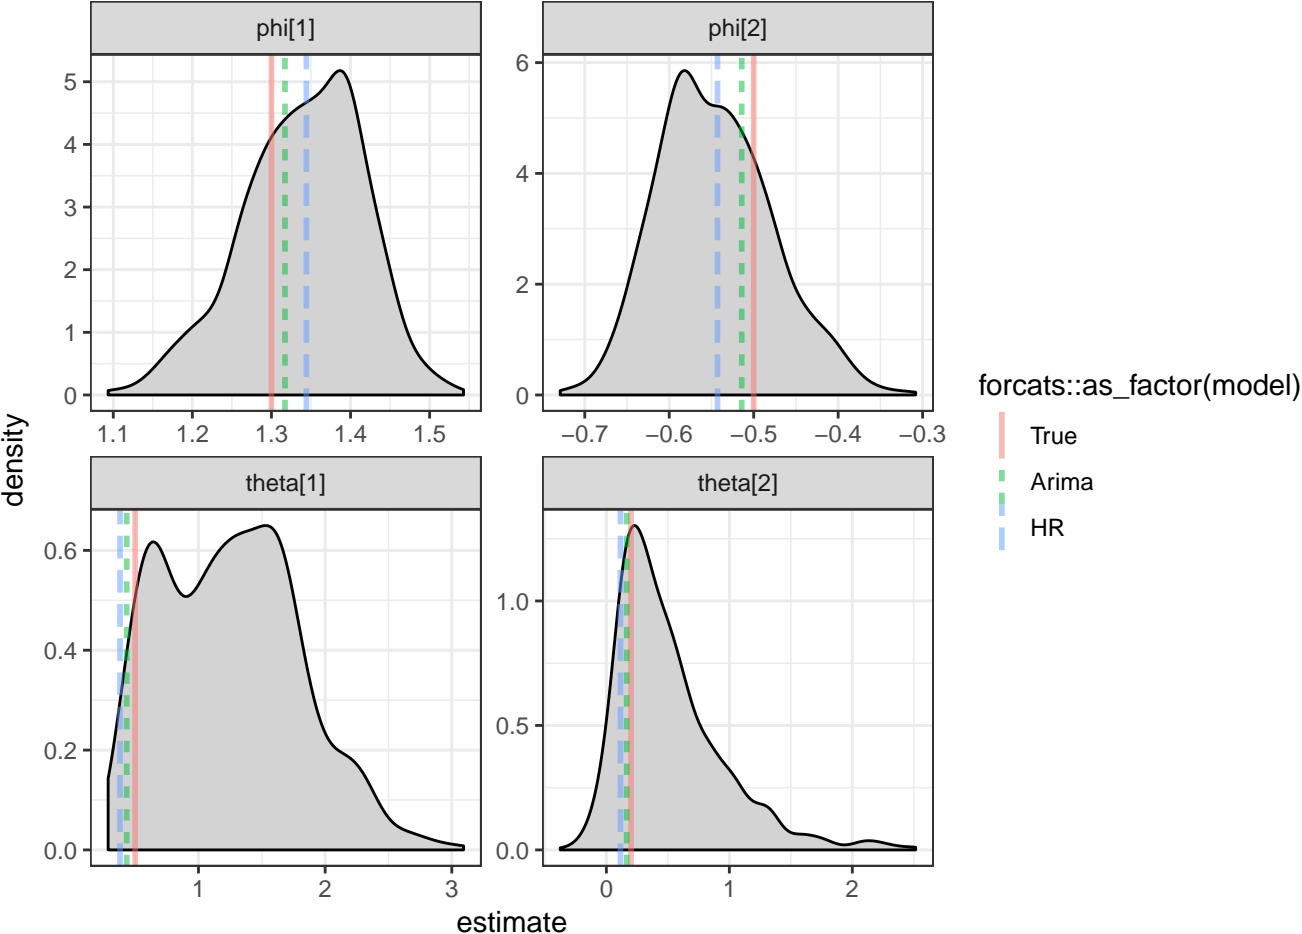 phi[1]
phi[2]
5
4
3
2
1
0
1.1 1.2 1.3 1.4 1.5
6
4
2
0
−0.7 −0.6 −0.5 −0.4 −0.3
theta[1]
theta[2]
0.6
0.4
0.2
0.0
1 2 3
1.0
0.5
0.0
0 1 2
density
estimate
forcats::as_factor(model)
True
Arima
HR